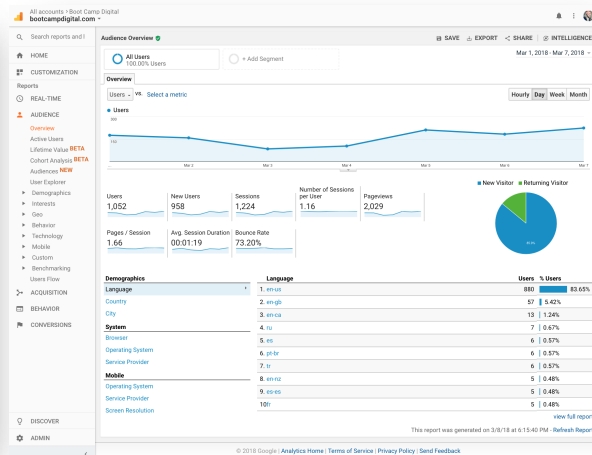 All accounts > Boot Camp Digital
bootcampdigital.com
Search reports and l
Audience Overview
SAVE EXPORT SHARE INTELLIGENCE
HOME
CUSTOMIZATION
Reports
REAL-TIME
AUDIENCE
Overview
Active Users
Lifetime Value BETA
Cohort Analysis BETA
Audiences NEW
User Explorer
Demographics
Interests
Geo
Behavior
Technology
Mobile
Custom
Benchmarking
Users Flow
ACQUISITION
BEHAVIOR
CONVERSIONS
DISCOVER
ADMIN
All Users
100.00% Users
+ Add Segment
Mar 1, 2018 - Mar 7, 2018
Overview
Users VS. Select a metric
Hourly Day Week Month
Users
300
150
... Mar 2 Mar 3 Mar 4 Mar 5 Mar 6 Mar 7
New Visitor Returning Visitor
Users
1,052
New Users
958
Sessions
1,224
Number of Sessions
per User
1.16
Pageviews
2,029
Pages / Session
1.66
Avg. Session Duration
00:01:19
Bounce Rate
73.20%
Demographics
Language
Country
City
System
Browser
Operating System
Service Provider
Mobile
Operating System
Service Provider
Screen Resolution
Language Users % Users
1. en-us 880 83.65%
2. en-gb 57 5.42%
3. en-ca 13 1.24%
4. ru 7 0.67%
5. es 6 0.57%
6. pt-br 6 0.57%
7. tr 6 0.57%
8. en-nz 5 0.48%
9. es-es 5 0.48%
10fr 5 0.48%
view full report
This report was generated on 3/8/18 at 6:15:40 PM - Refresh Repor
© 2018 Google | Analytics Home | Terms of Service | Privacy Policy | Send Feedback